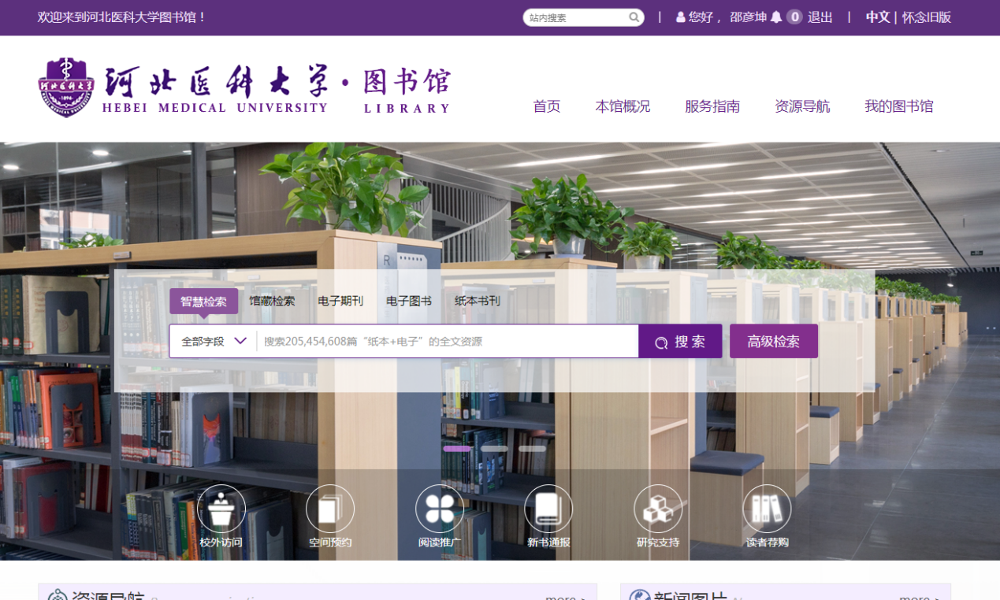 欢迎来到河北医科大学图书馆！
站内搜索 | 您好， 邵彦坤 0 退出 | 中文 | 怀念旧版
河北医科大学·图书馆
HEBEI MEDICAL UNIVERSITY LIBRARY
首页 本馆概况 服务指南 资源导航 我的图书馆
智慧检索 馆藏检索 电子期刊 电子图书 纸本书刊
全部字段 搜索205,454,608篇“纸本+电子”的全文资源 搜 索 高级检索
校外访问 空间预约 阅读推广 新书通报 研究支持 读者荐购
资源导航 more >
新闻图片 more >